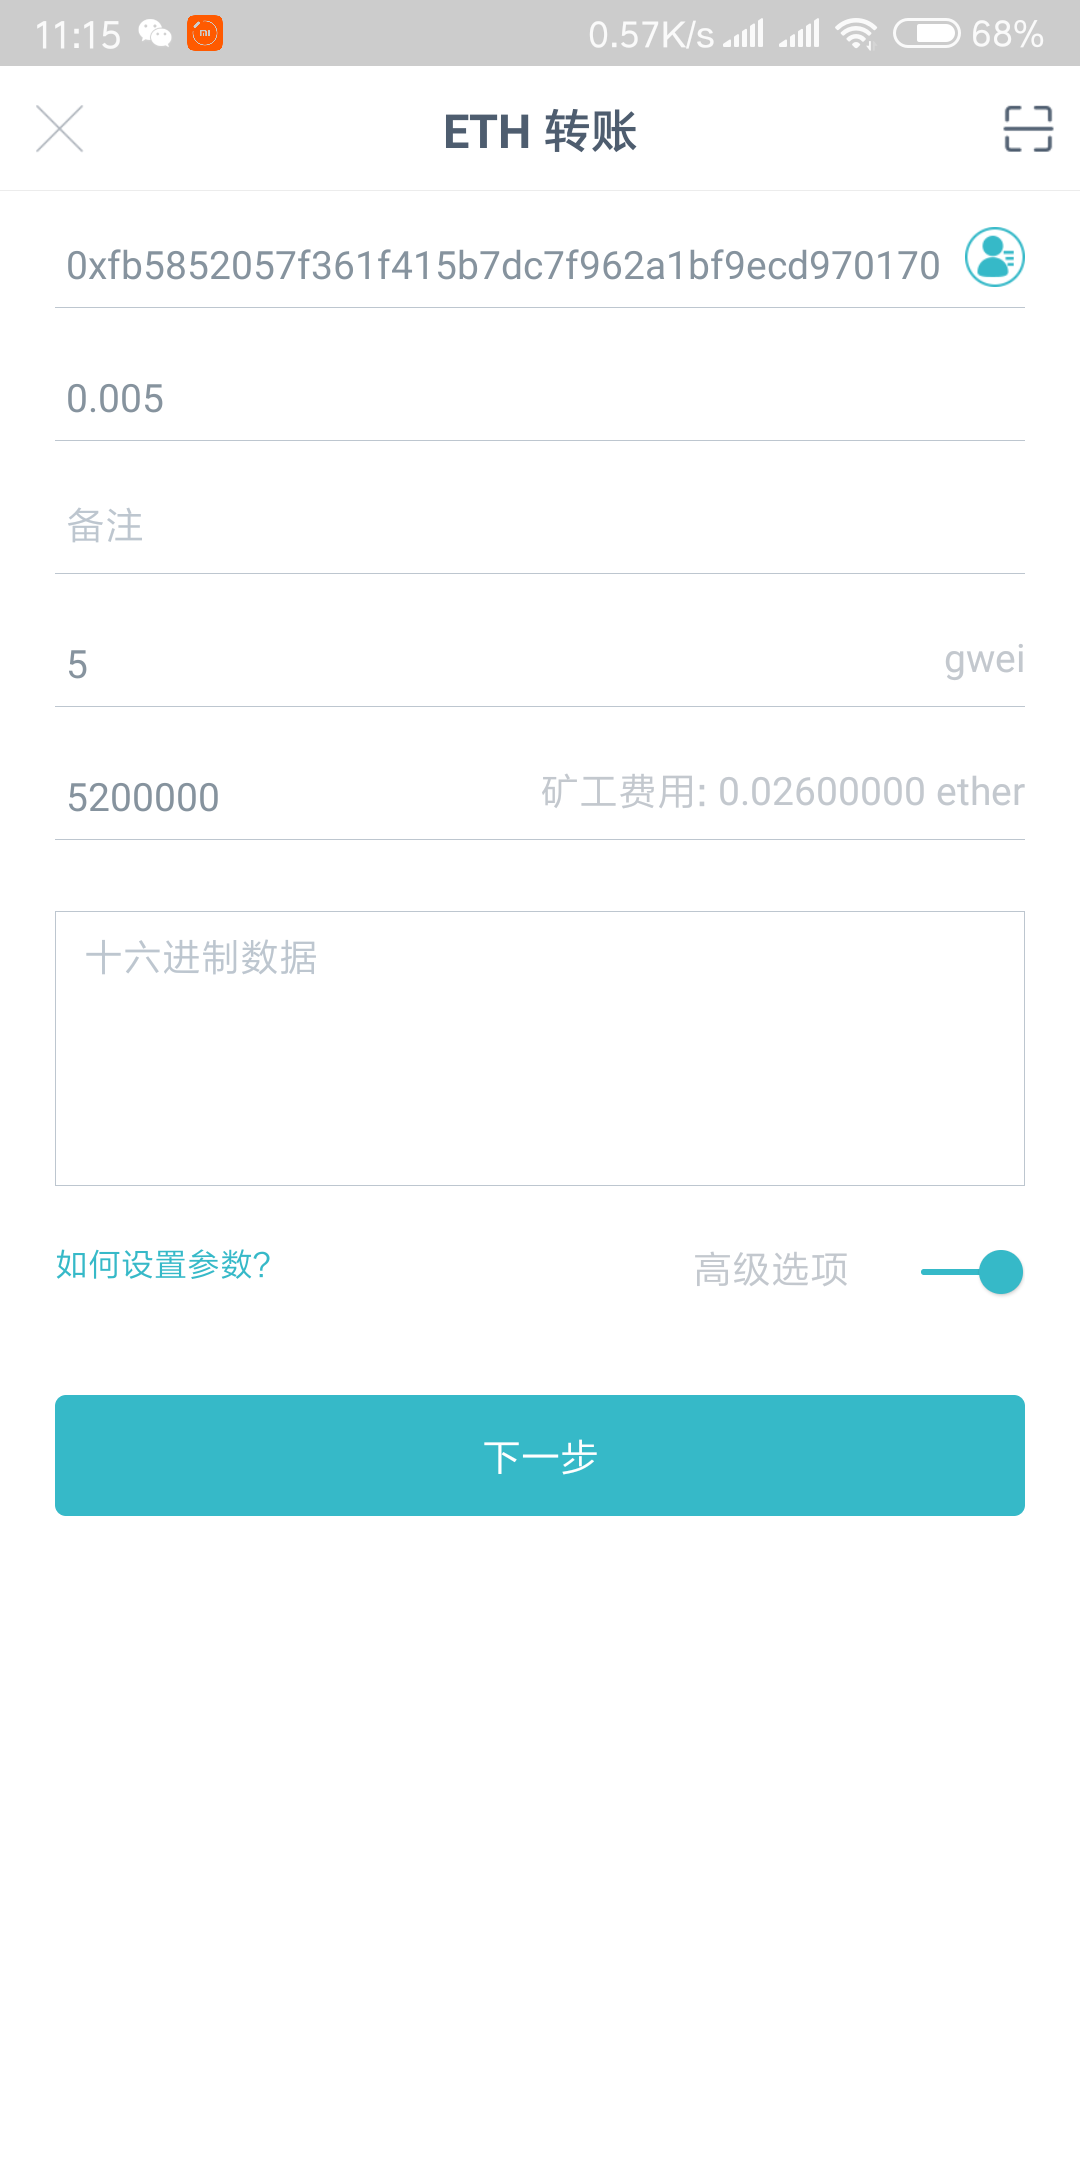 11:15 0.57K/s 68%
ETH 转账
0xfb5852057f361f415b7dc7f962a1bf9ecd970170
0.005
备注
5 gwei
5200000 矿工费用: 0.02600000 ether
十六进制数据
如何设置参数? 高级选项
下一步